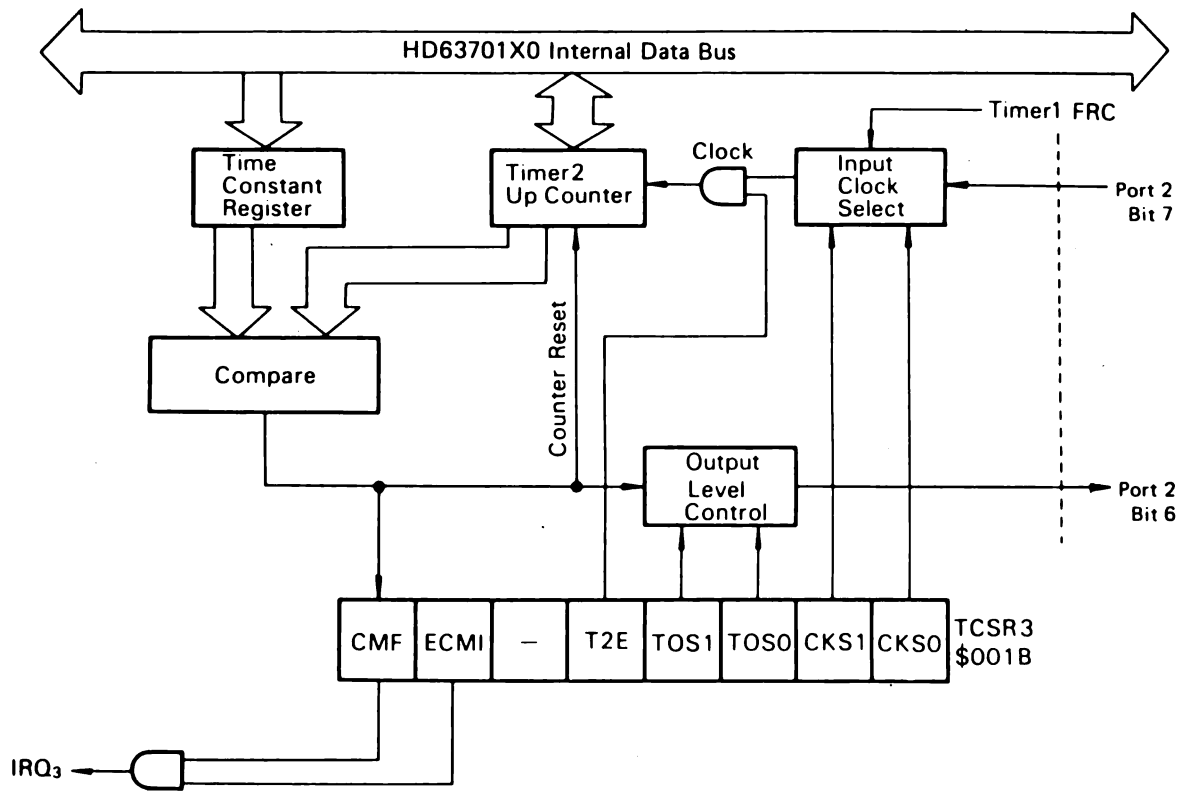 HD63701X0 Internal Data Bus
Timer1 FRC
Time
Constant
Register
Timer2
Up Counter
Clock
Input
Clock
Select
Port 2
Bit 7
Compare
Counter Reset
Output
Level
Control
Port 2
Bit 6
CMF ECMI — T2E TOS1 TOS0 CKS1 CKS0
TCSR3
$001B
IRQ₃